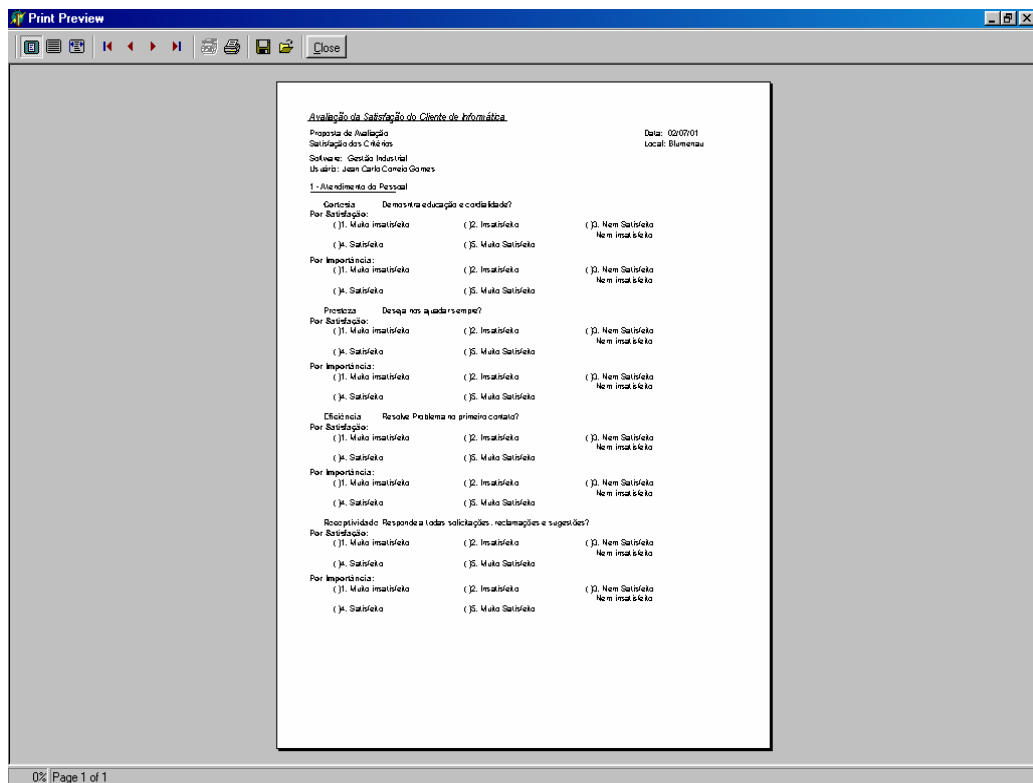 Print Preview
Close
Avaliação da Satisfação do Cliente de Informática
Proposta de Avaliação Data: 02/07/01
Satisfação dos Critérios Local: Blumenau
Software: Gestão Industrial
Usuário: Jean Carlo Correia Gomes
1 - Atendimento do Pessoal
Cortesia Demosntra educação e cordialidade?
Por Satisfação:
( )1. Muito insatisfeito ( )2. Insatisfeito ( )3. Nem Satisfeito
Nem insatisfeito
( )4. Satisfeito ( )5. Muito Satisfeito
Por Importância:
( )1. Muito insatisfeito ( )2. Insatisfeito ( )3. Nem Satisfeito
Nem insatisfeito
( )4. Satisfeito ( )5. Muito Satisfeito
Presteza Deseja nos ajudar sempre?
Por Satisfação:
( )1. Muito insatisfeito ( )2. Insatisfeito ( )3. Nem Satisfeito
Nem insatisfeito
( )4. Satisfeito ( )5. Muito Satisfeito
Por Importância:
( )1. Muito insatisfeito ( )2. Insatisfeito ( )3. Nem Satisfeito
Nem insatisfeito
( )4. Satisfeito ( )5. Muito Satisfeito
Eficiência Resolve Problema no primeiro contato?
Por Satisfação:
( )1. Muito insatisfeito ( )2. Insatisfeito ( )3. Nem Satisfeito
Nem insatisfeito
( )4. Satisfeito ( )5. Muito Satisfeito
Por Importância:
( )1. Muito insatisfeito ( )2. Insatisfeito ( )3. Nem Satisfeito
Nem insatisfeito
( )4. Satisfeito ( )5. Muito Satisfeito
Receptividade Responde a todas solicitações, reclamações e sugestões?
Por Satisfação:
( )1. Muito insatisfeito ( )2. Insatisfeito ( )3. Nem Satisfeito
Nem insatisfeito
( )4. Satisfeito ( )5. Muito Satisfeito
Por Importância:
( )1. Muito insatisfeito ( )2. Insatisfeito ( )3. Nem Satisfeito
Nem insatisfeito
( )4. Satisfeito ( )5. Muito Satisfeito
0% Page 1 of 1